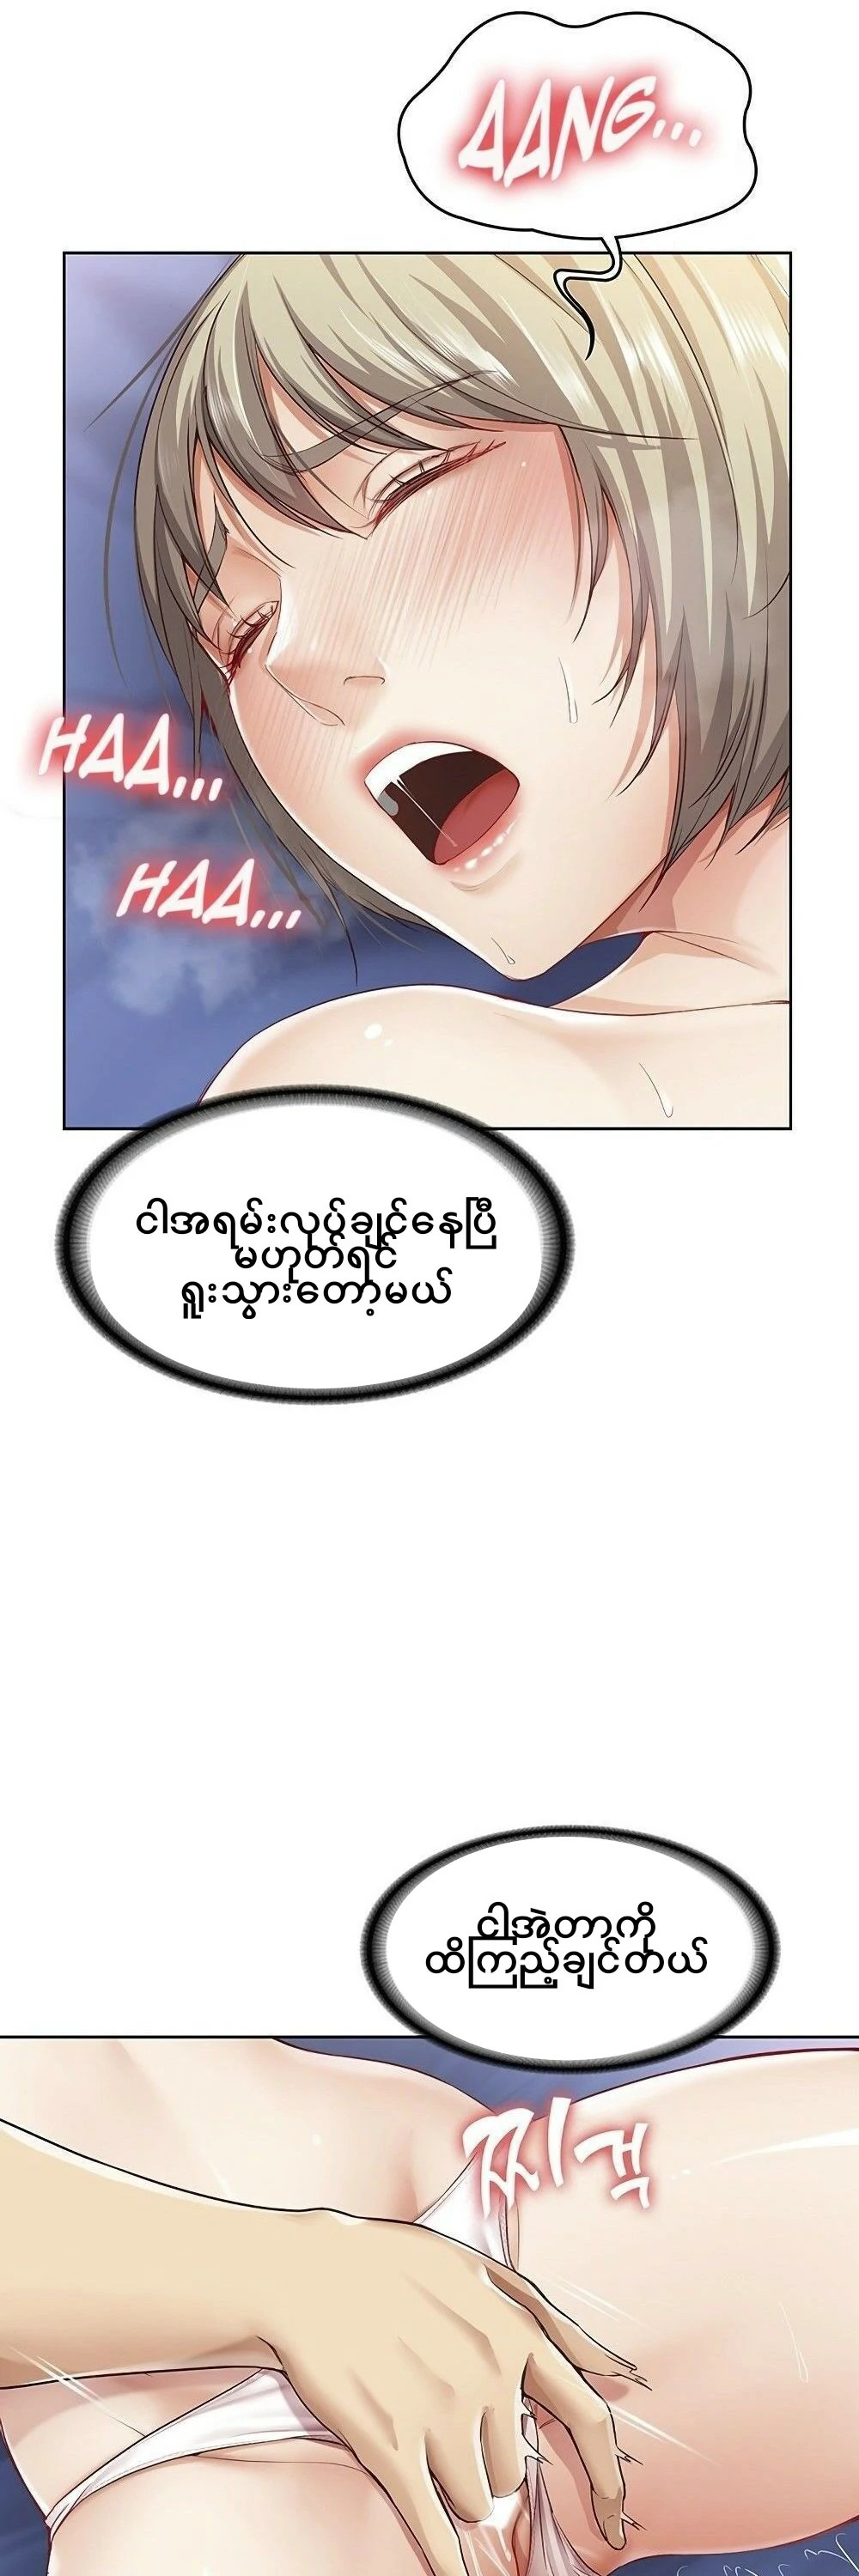 AANG...
HAA...
HAA...
ငါအရမ်းလုပ်ချင်နေပြီ
မဟုတ်ရင်
ရူးသွားတော့မယ်
ငါအဲတာကို
ထိကြည့်ချင်တယ်
찌걱